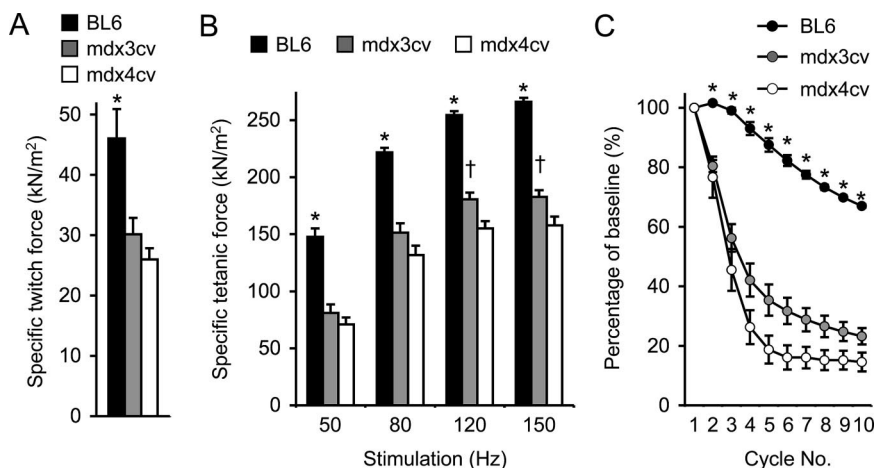 A
BL6
mdx3cv
mdx4cv
Specific twitch force (kN/m²)
50
40
30
20
10
0
*
B
BL6 mdx3cv mdx4cv
Specific tetanic force (kN/m²)
250
200
150
100
50
0
* * * *
† †
50 80 120 150
Stimulation (Hz)
C
BL6
mdx3cv
mdx4cv
Percentage of baseline (%)
100
80
60
40
20
0
* * * * * * * * *
1 2 3 4 5 6 7 8 9 10
Cycle No.